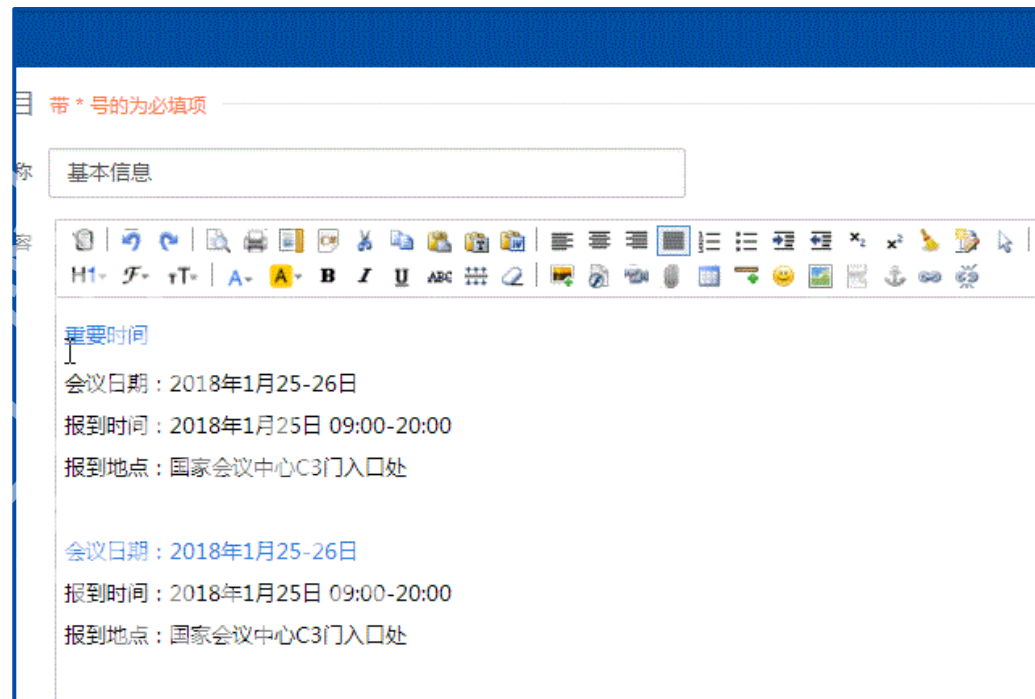 目 带 * 号的为必填项
称 基本信息
容
H1 F тT A A B I U ABC
重要时间
会议日期：2018年1月25-26日
报到时间：2018年1月25日 09:00-20:00
报到地点：国家会议中心C3门入口处
会议日期：2018年1月25-26日
报到时间：2018年1月25日 09:00-20:00
报到地点：国家会议中心C3门入口处